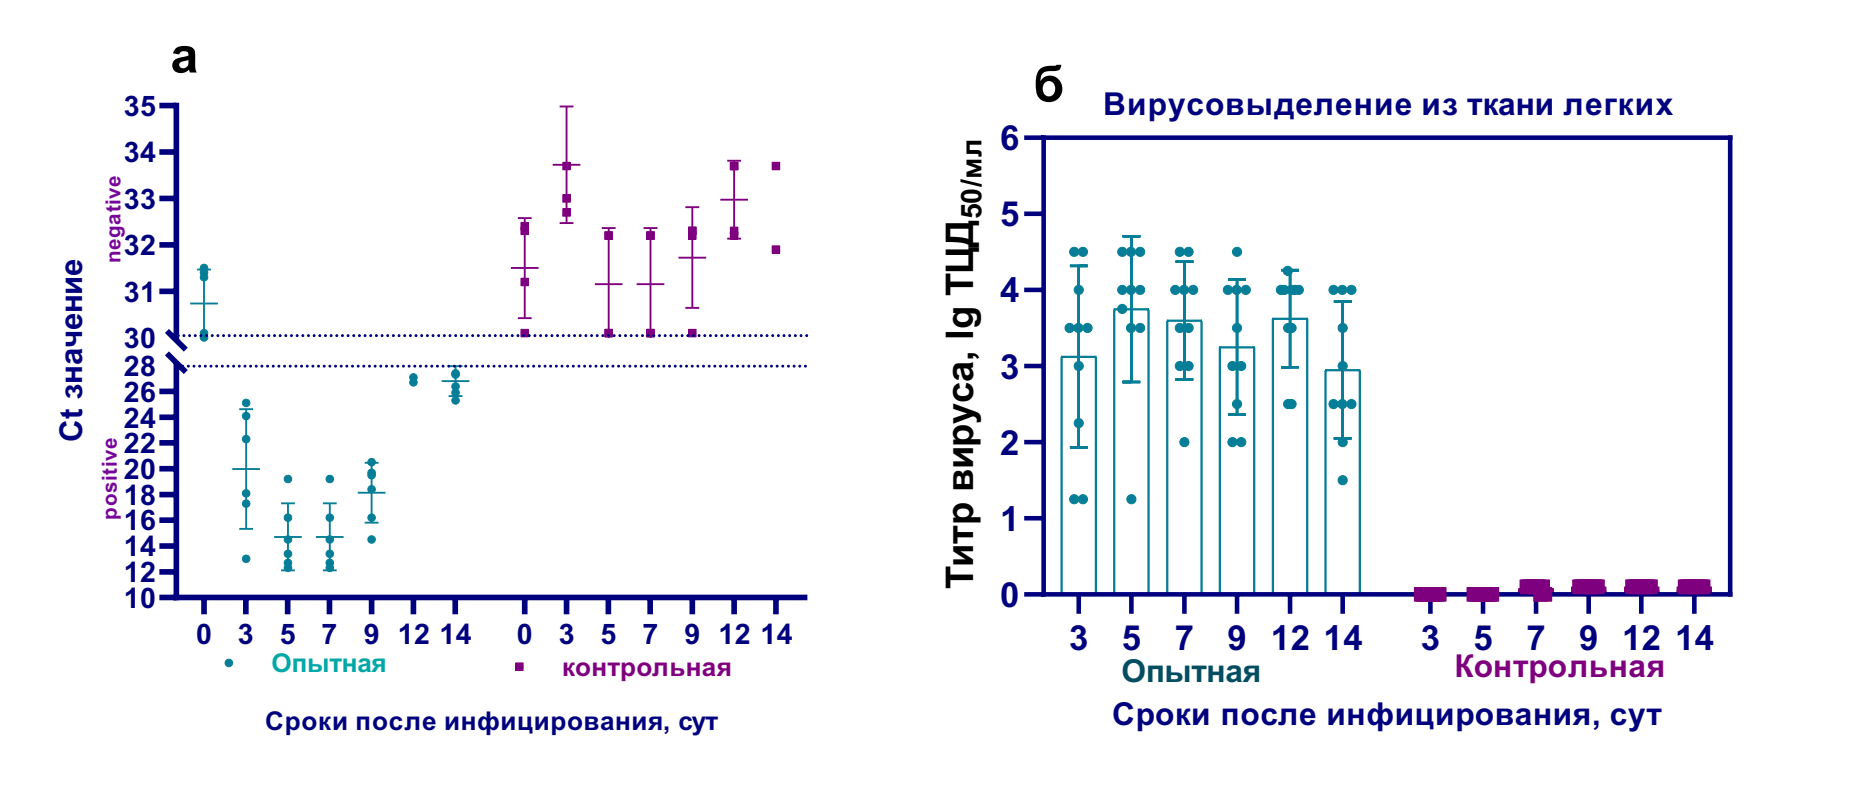 а
35
34
33
32
31
30
28
26
24
22
20
18
16
14
12
10
negative
positive
Ct значение
0 3 5 7 9 12 14 0 3 5 7 9 12 14
Опытная контрольная
Сроки после инфицирования, сут
б
Вирусовыделение из ткани легких
6
5
4
3
2
1
0
Титр вируса, lg ТЦД50/мл
3 5 7 9 12 14 3 5 7 9 12 14
Опытная Контрольная
Сроки после инфицирования, сут